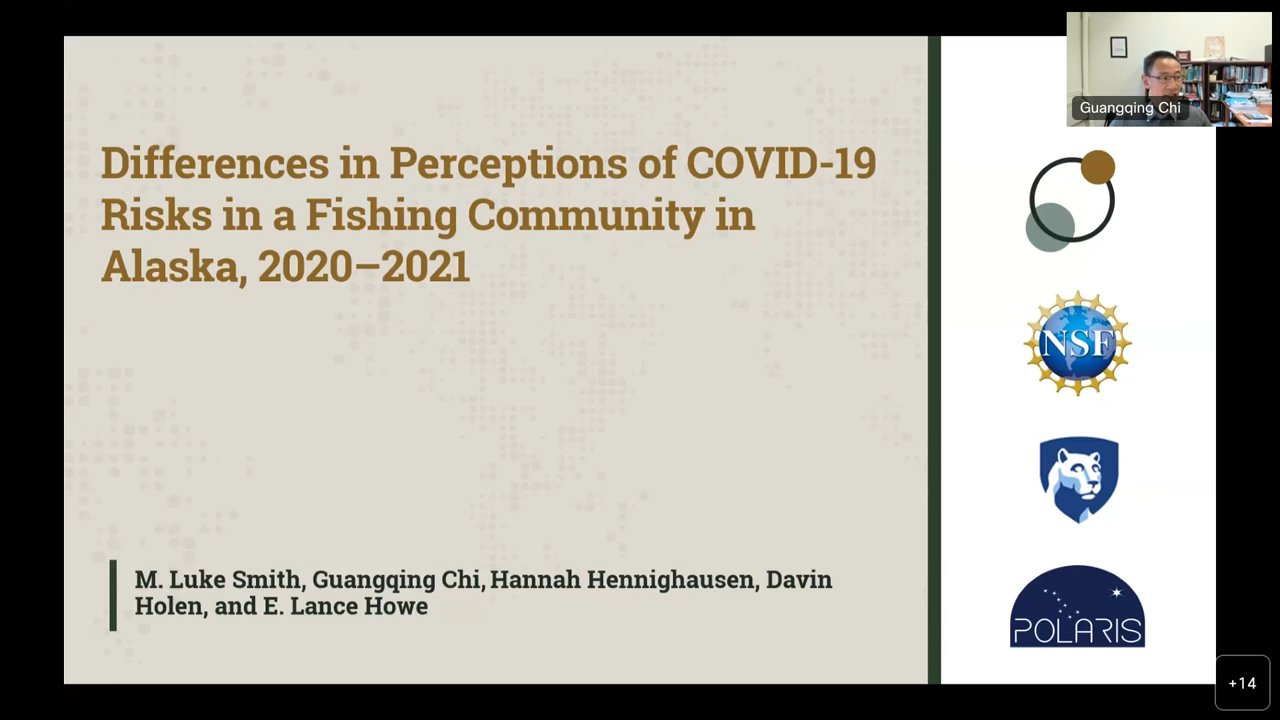 Guangqing Chi
Differences in Perceptions of COVID-19
Risks in a Fishing Community in
Alaska, 2020–2021
NSF
M. Luke Smith, Guangqing Chi, Hannah Hennighausen, Davin
Holen, and E. Lance Howe
POLARIS
+14